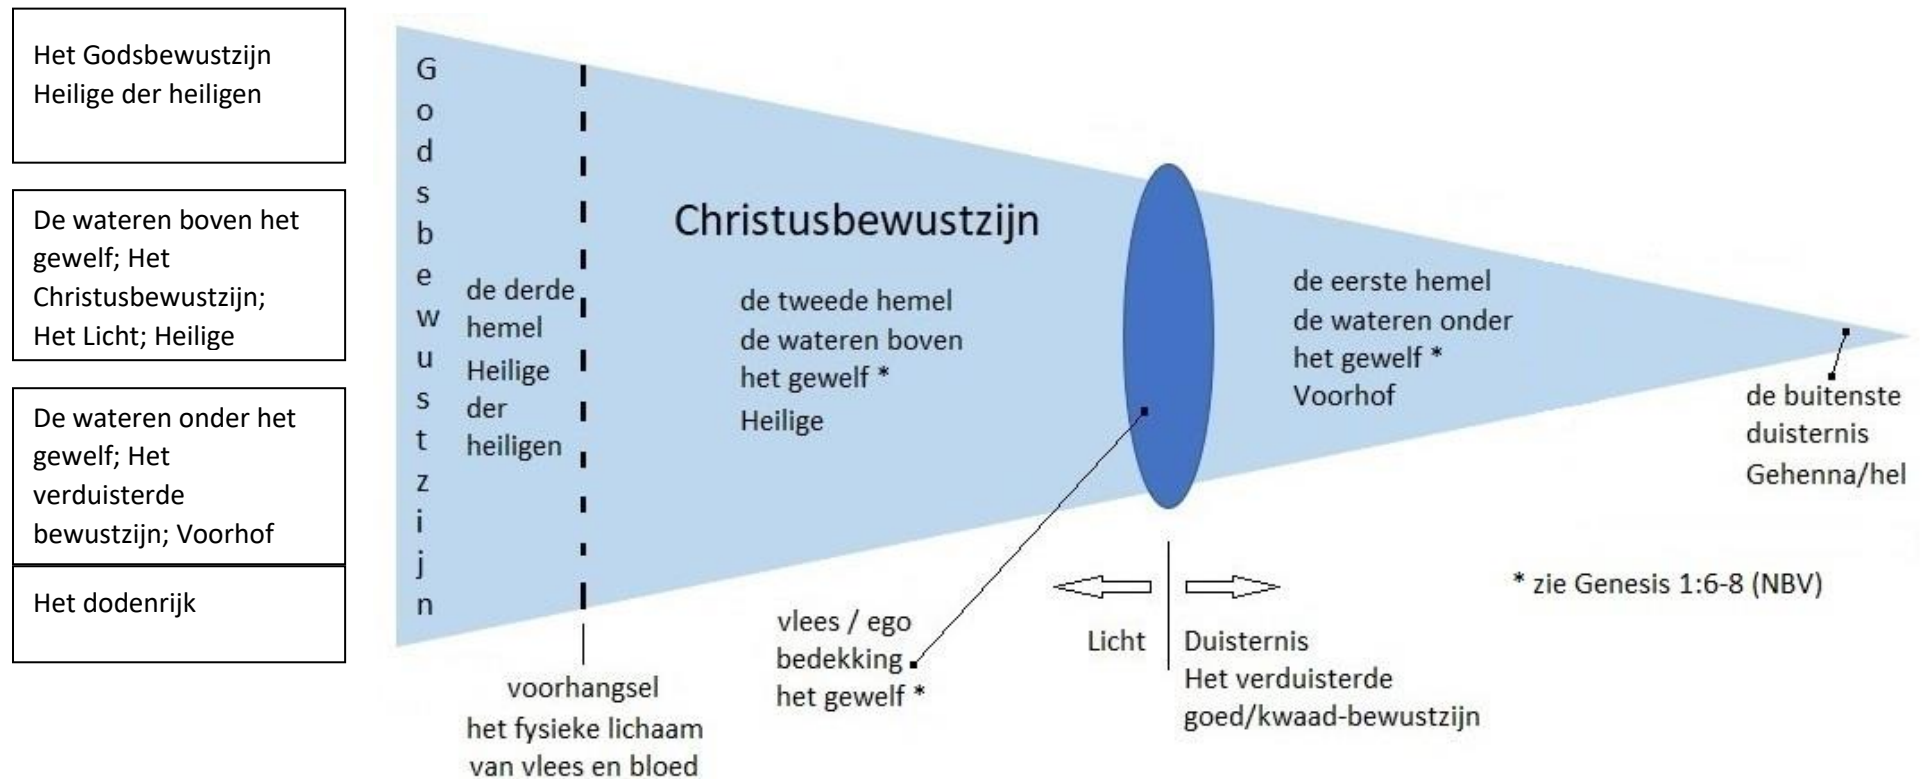 Het Godsbewustzijn
Heilige der heiligen
De wateren boven het
gewelf; Het
Christusbewustzijn;
Het Licht; Heilige
De wateren onder het
gewelf; Het
verduisterde
bewustzijn; Voorhof
Het dodenrijk
Godsbewustzijn
de derde
hemel
Heilige
der
heiligen
voorhangsel
het fysieke lichaam
van vlees en bloed
Christusbewustzijn
de tweede hemel
de wateren boven
het gewelf *
Heilige
vlees / ego
bedekking
het gewelf *
Licht
Duisternis
Het verduisterde
goed/kwaad-bewustzijn
de eerste hemel
de wateren onder
het gewelf *
Voorhof
de buitenste
duisternis
Gehenna/hel
* zie Genesis 1:6-8 (NBV)